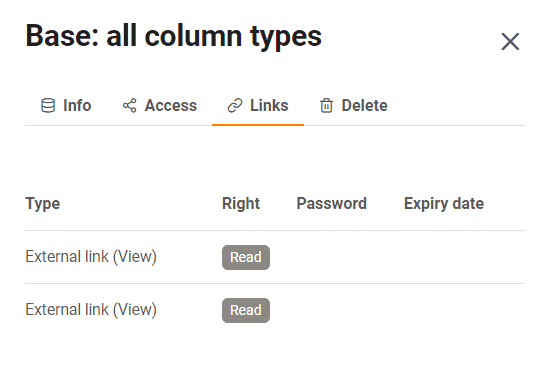 Base: all column types
Info Access Links Delete
Type Right Password Expiry date
External link (View) Read
External link (View) Read